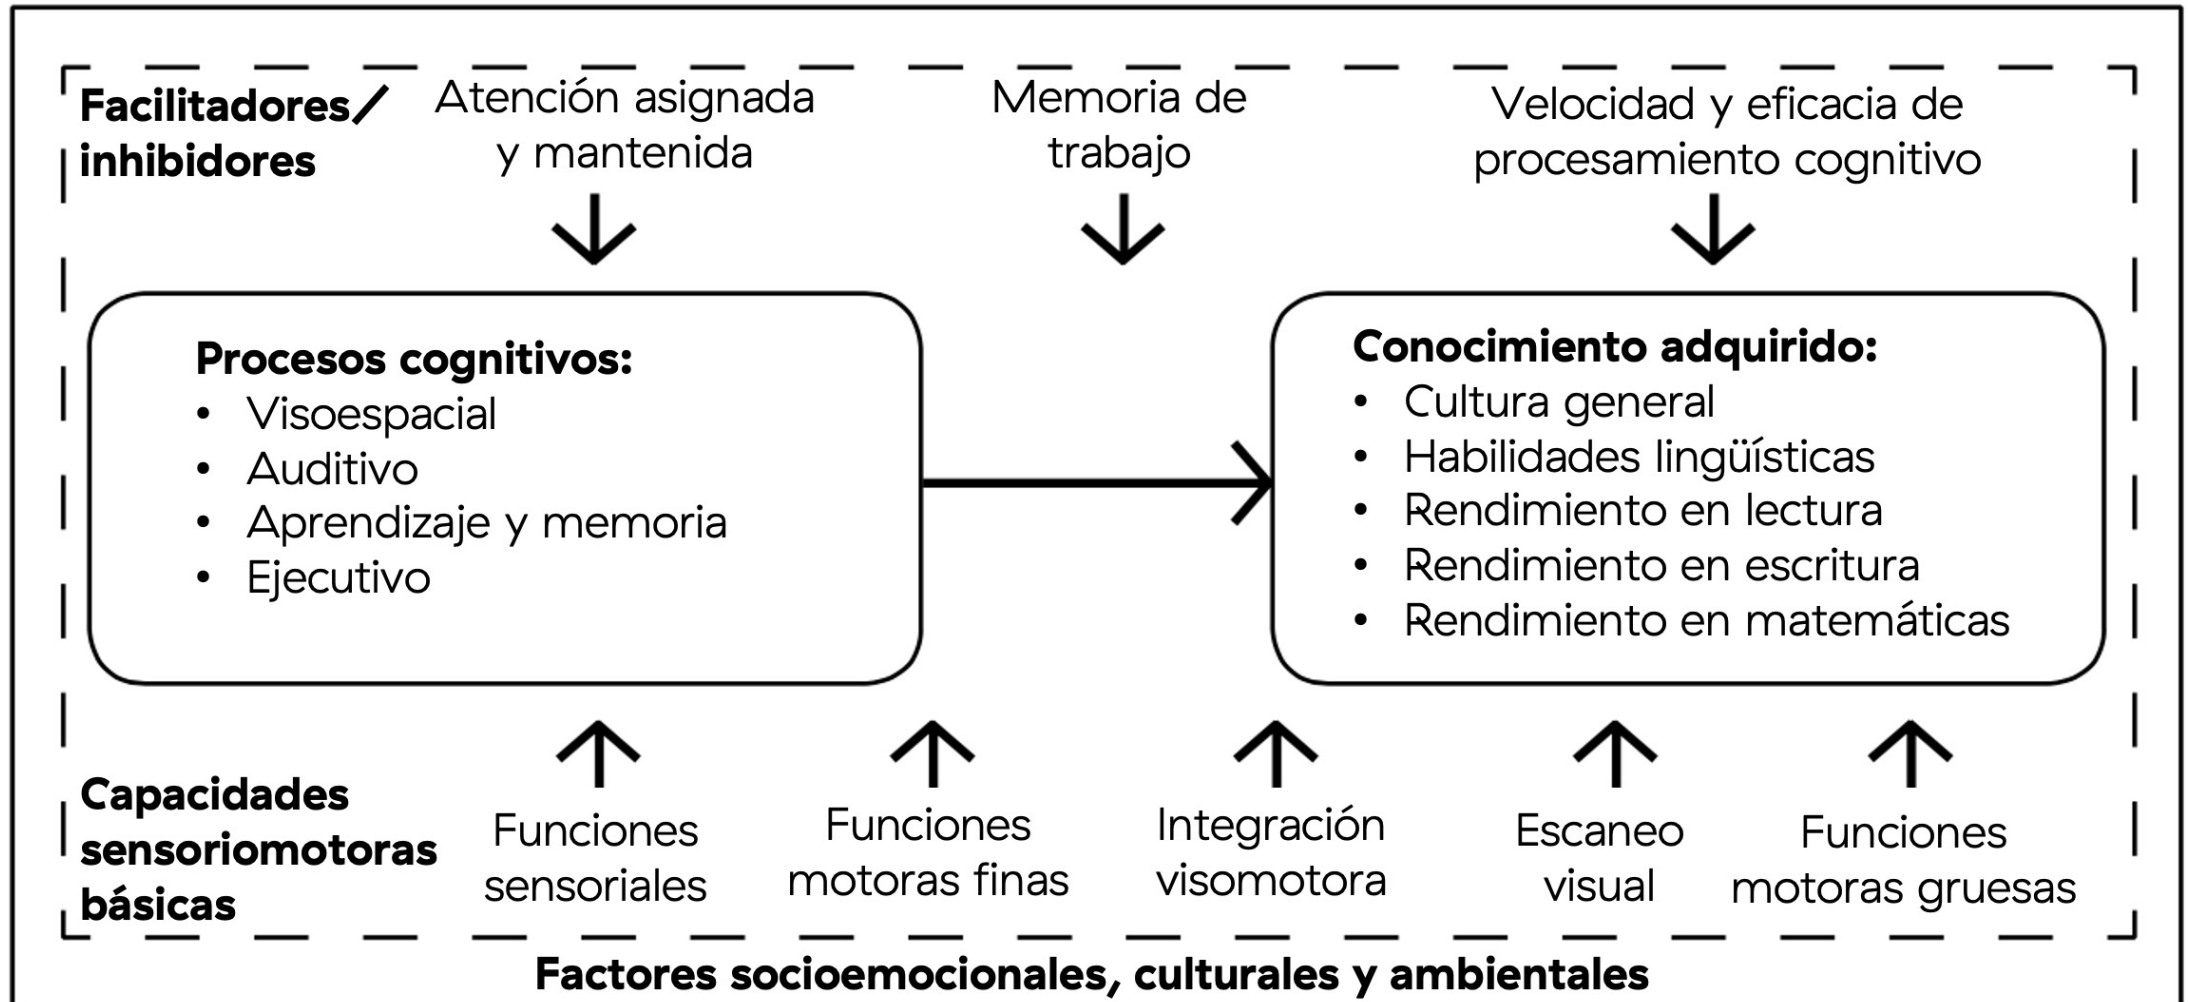 Facilitadores/
inhibidores
Atención asignada
y mantenida
Memoria de
trabajo
Velocidad y eficacia de
procesamiento cognitivo
Procesos cognitivos:
• Visoespacial
• Auditivo
• Aprendizaje y memoria
• Ejecutivo
Conocimiento adquirido:
• Cultura general
• Habilidades lingüísticas
• Rendimiento en lectura
• Rendimiento en escritura
• Rendimiento en matemáticas
Capacidades
sensoriomotoras
básicas
Funciones
sensoriales
Funciones
motoras finas
Integración
visomotora
Escaneo
visual
Funciones
motoras gruesas
Factores socioemocionales, culturales y ambientales